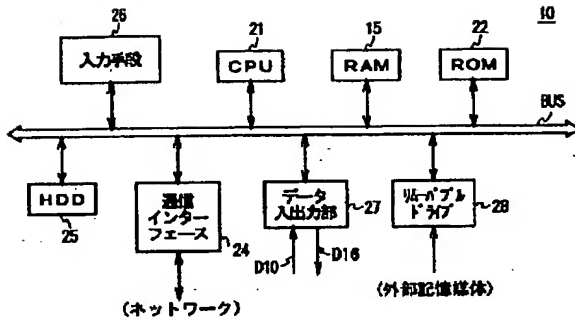 10
26
21
15
22
入力手段
CPU
RAM
ROM
BUS
HDD
25
通信
インター
フェース
24
データ
入出力部
27
リムーバブル
ドライブ
28
D10
D16
(ネットワーク)
(外部記憶媒体)